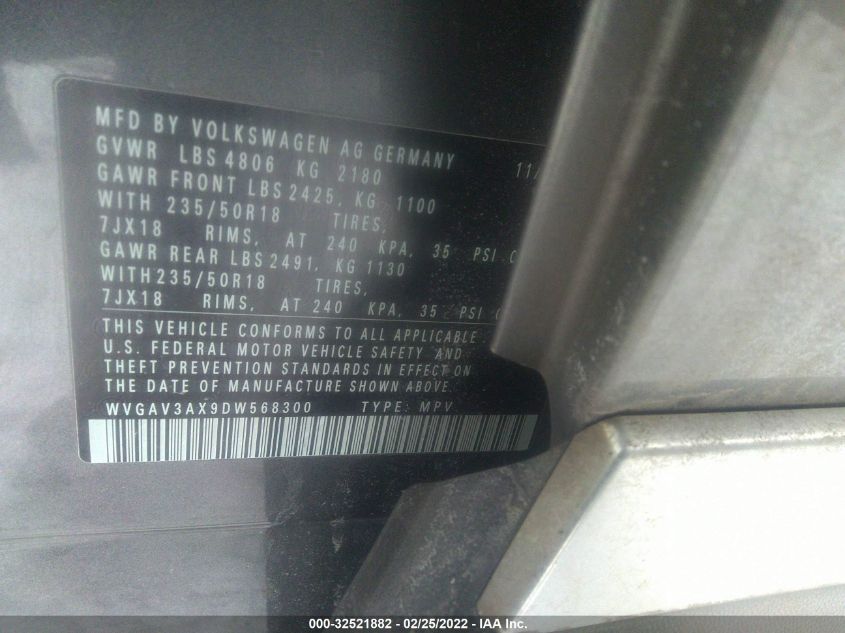 MFD BY VOLKSWAGEN AG GERMANY 11/
GVWR LBS 4806 KG 2180
GAWR FRONT LBS 2425, KG 1100
WITH 235/50R18 TIRES,
7JX18 RIMS, AT 240 KPA, 35 PSI C
GAWR REAR LBS 2491, KG 1130
WITH 235/50R18 TIRES,
7JX18 RIMS, AT 240 KPA, 35 PSI C
THIS VEHICLE CONFORMS TO ALL APPLICABLE
U.S. FEDERAL MOTOR VEHICLE SAFETY AND
THEFT PREVENTION STANDARDS IN EFFECT ON
THE DATE OF MANUFACTURE SHOWN ABOVE.
WVGAV3AX9DW568300 TYPE: MPV
000-32521882 - 02/25/2022 - IAA Inc.